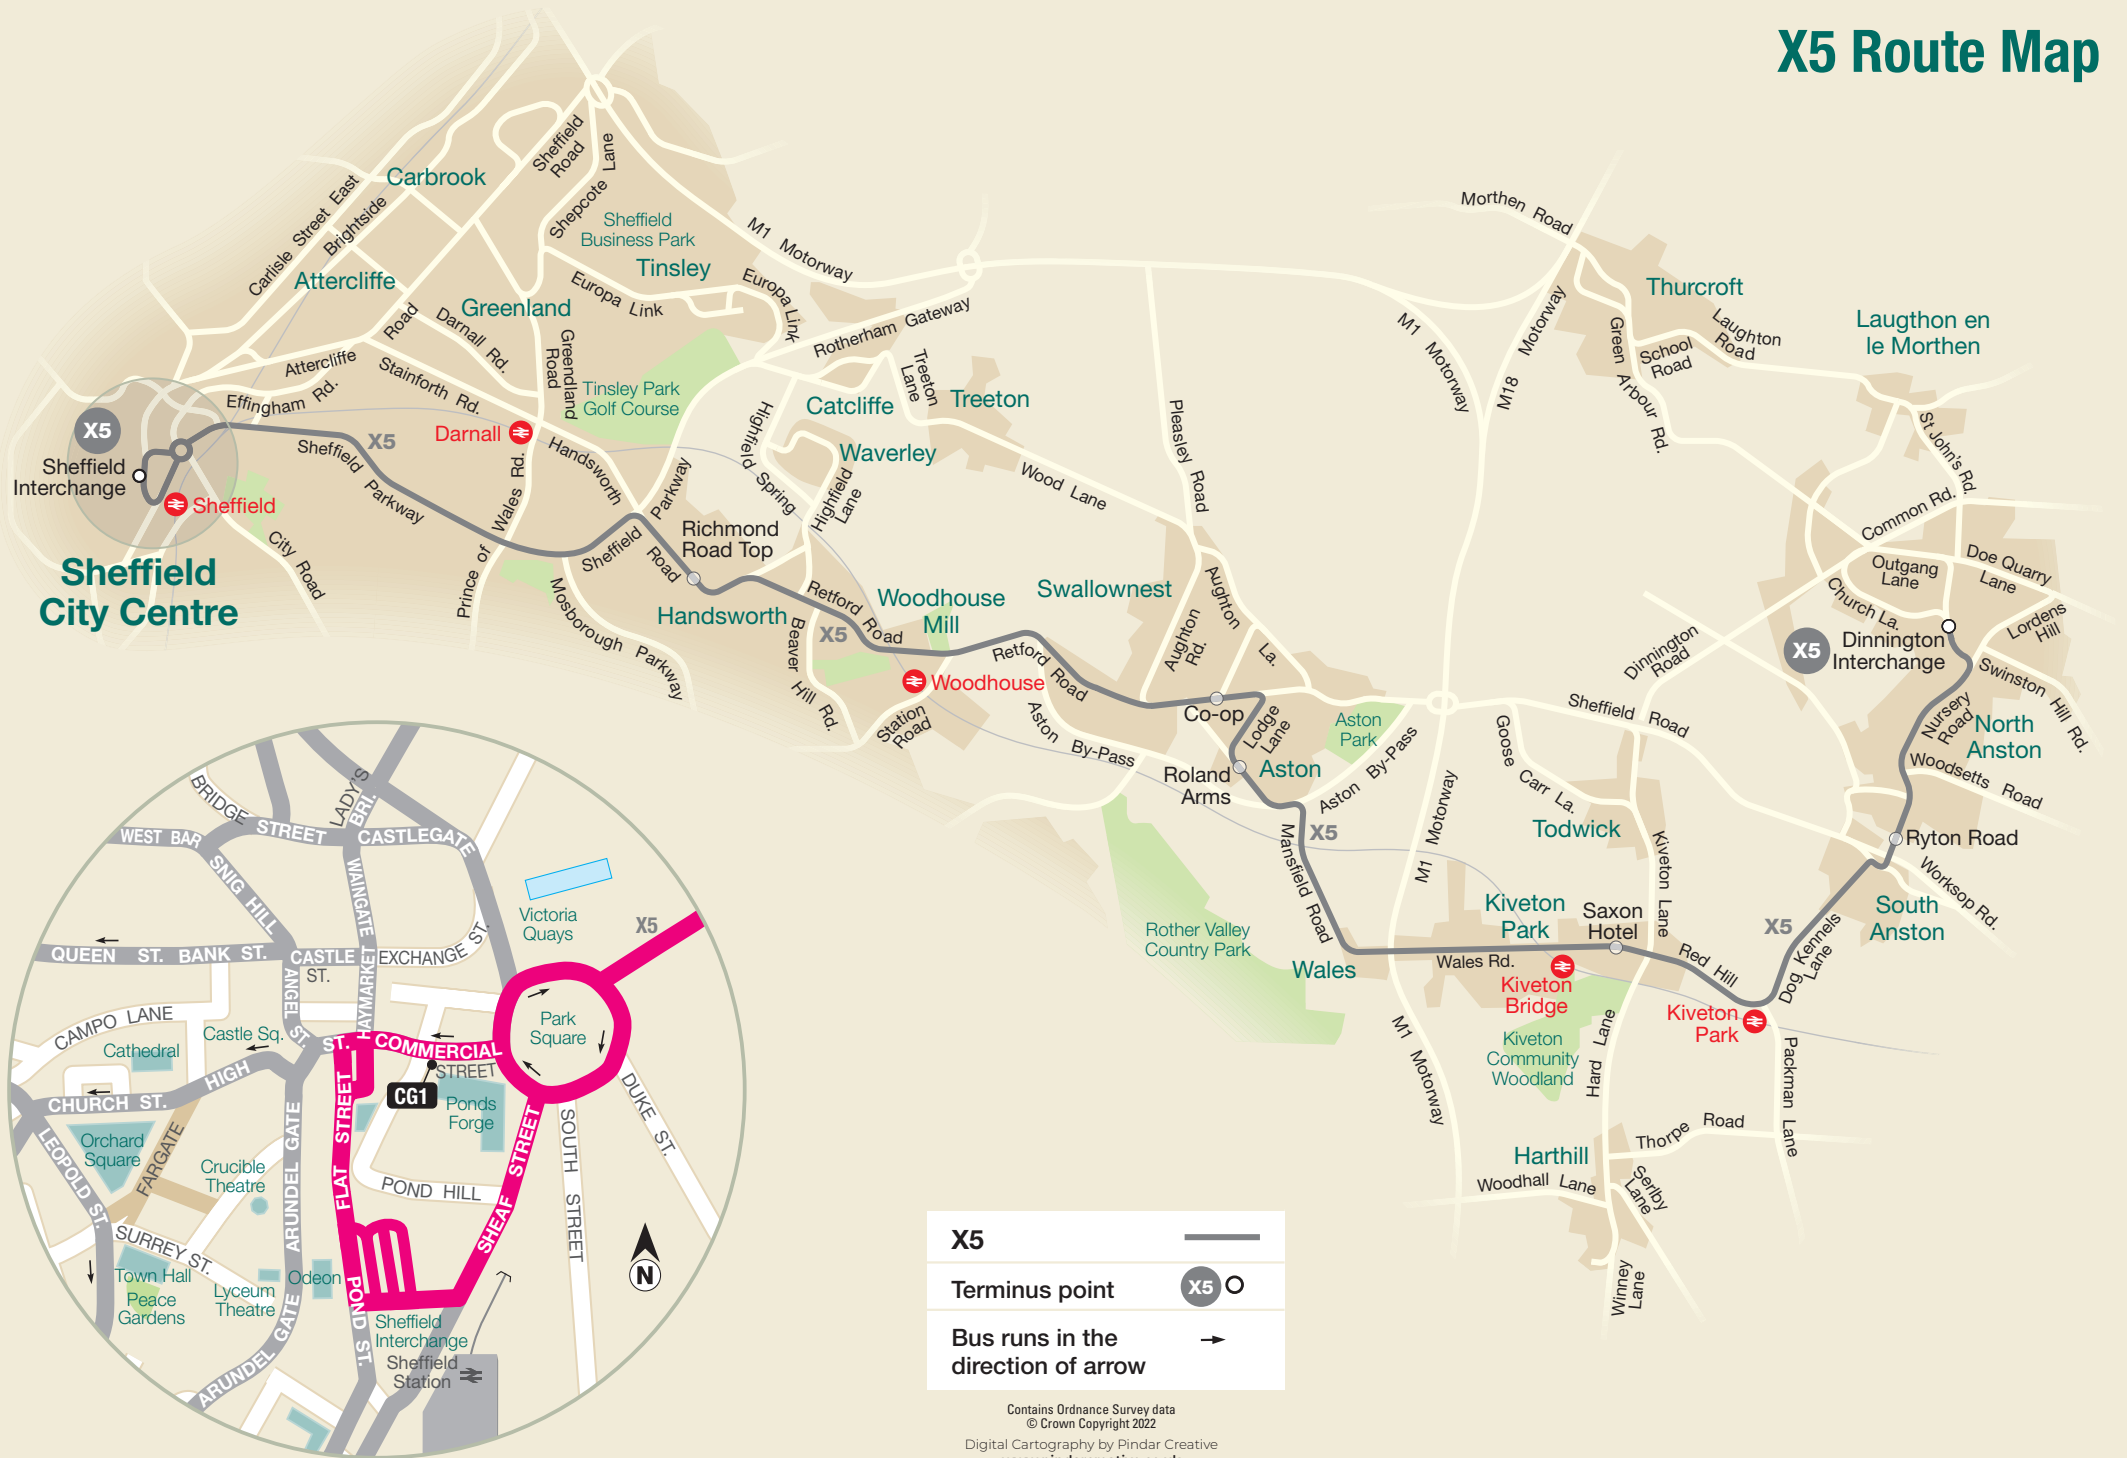 X5 Route Map
Carbrook
Sheffield
Road
Shepcote Lane
Carlisle Street East
Brightside
Sheffield
Business Park
Tinsley
M1 Motorway
Europa Link
Europa Link
Attercliffe
Greenland
Darnall Rd.
Greendland
Road
Attercliffe Road
Stainforth Rd.
Effingham Rd.
Tinsley Park
Golf Course
Rotherham Gateway
Treeton
Lane
Treeton
Catcliffe
Waverley
Highfield Spring
Highfield
Lane
Wood Lane
Pleasley Road
M1 Motorway
M18 Motorway
Morthen Road
Thurcroft
Green Arbour Rd.
School
Road
Laughton
Road
Laugthon en
le Morthen
St John's Rd.
Common Rd.
Outgang
Lane
Doe Quarry
Lane
Church La.
Lordens
Hill
X5
Sheffield
Interchange
Sheffield
Sheffield
City Centre
City Road
X5
Sheffield Parkway
Darnall
Handsworth
Prince of Wales Rd.
Parkway
Sheffield
Road
Richmond
Road Top
Mosborough Parkway
Handsworth
Retford Road
X5
Beaver Hill Rd.
Woodhouse
Mill
Woodhouse
Station
Road
Swallownest
Retford Road
Aston By-Pass
Aughton
Rd.
Aughton La.
Co-op
Lodge
Lane
Roland
Arms
Aston
Aston
Park
Aston By-Pass
X5
Mansfield Road
M1 Motorway
Rother Valley
Country Park
Wales
Wales Rd.
Kiveton
Park
Kiveton
Bridge
Kiveton
Community
Woodland
M1 Motorway
Saxon
Hotel
Hard Lane
Goose Carr La.
Todwick
Kiveton Lane
Sheffield Road
Dinnington
Road
X5
Dinnington
Interchange
Swinston Hill Rd.
Nursery
Road
North
Anston
Woodsetts Road
Ryton Road
Worksop Rd.
South
Anston
X5
Dog Kennels
Lane
Red Hill
Kiveton
Park
Packman Lane
Harthill
Thorpe Road
Woodhall Lane
Serlby
Lane
Winney
Lane
BRIDGE STREET
LADY'S
BRI.
WEST BAR
CASTLEGATE
SNIG HILL
WAINGATE
Victoria
Quays
X5
QUEEN ST. BANK ST.
CASTLE
ST.
EXCHANGE ST.
ANGEL ST.
HAYMARKET
CAMPO LANE
Castle Sq.
Cathedral
Park
Square
ST. COMMERCIAL
STREET
CG1
Ponds
Forge
HIGH
CHURCH ST.
Orchard
Square
FARGATE
LEOPOLD ST.
Crucible
Theatre
ARUNDEL GATE
FLAT STREET
POND HILL
SHEAF STREET
SOUTH STREET
DUKE ST.
SURREY ST.
Town Hall
Peace
Gardens
Lyceum
Theatre
Odeon
ARUNDEL GATE
POND ST.
Sheffield
Interchange
Sheffield
Station
N
X5
Terminus point
X5
Bus runs in the
direction of arrow
Contains Ordnance Survey data
© Crown Copyright 2022
Digital Cartography by Pindar Creative